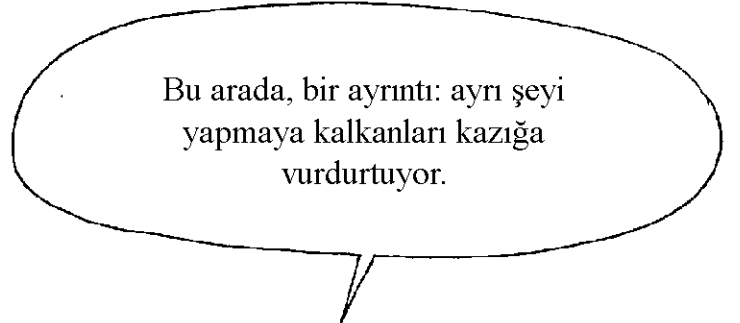 Bu arada, bir ayrıntı: ayrı şeyi
yapmaya kalkanları kazığa
vurdurtuyor.